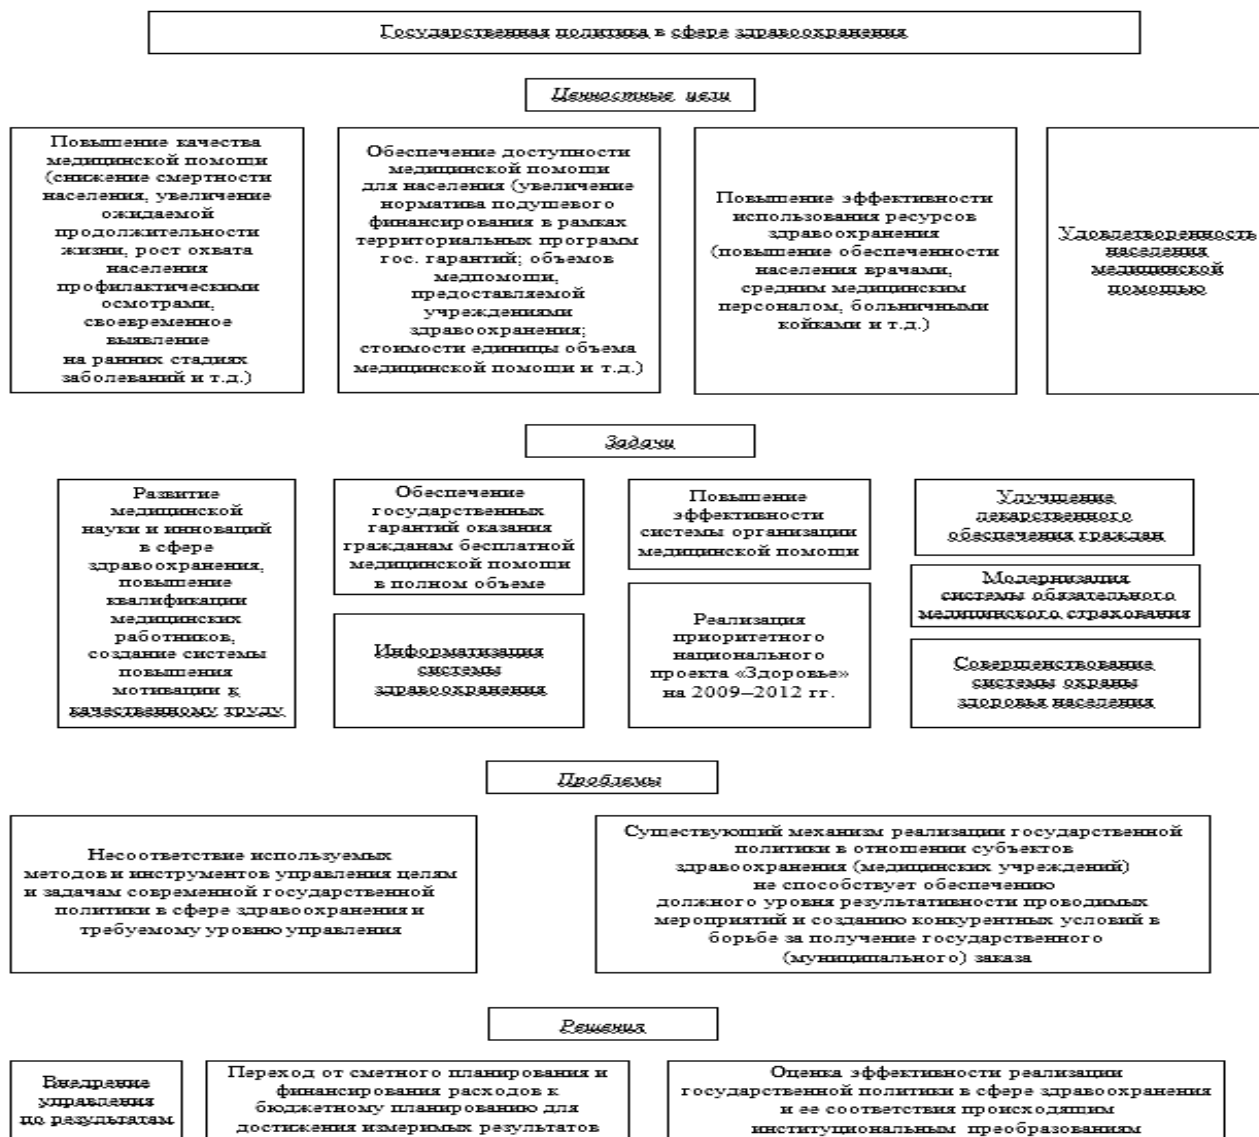 Государственная политика в сфере здравоохранения
Ценностные цели
Повышение качества
медицинской помощи
(снижение смертности
населения, увеличение
ожидаемой
продолжительности
жизни, рост охвата
населения
профилактическими
осмотрами,
своевременное
выявление
на ранних стадиях
заболеваний и т.д.)
Обеспечение доступности
медицинской помощи
для населения (увеличение
норматива подушевого
финансирования в рамках
территориальных программ
гос. гарантий; объемов
медпомощи,
предоставляемой
учреждениями
здравоохранения;
стоимости единицы объема
медицинской помощи и т.д.)
Повышение эффективности
использования ресурсов
здравоохранения
(повышение обеспеченности
населения врачами,
средним медицинским
персоналом, больничными
койками и т.д.)
Удовлетворенность
населения
медицинской
помощью
Задачи
Развитие
медицинской
науки и инноваций
в сфере
здравоохранения,
повышение
квалификации
медицинских
работников,
создание системы
повышения
мотивации к
качественному труду
Обеспечение
государственных
гарантий оказания
гражданам бесплатной
медицинской помощи
в полном объеме
Информатизация
системы
здравоохранения
Повышение
эффективности
системы организации
медицинской помощи
Реализация
приоритетного
национального
проекта «Здоровье»
на 2009–2012 гг.
Улучшение
лекарственного
обеспечения граждан
Модернизация
системы обязательного
медицинского страхования
Совершенствование
системы охраны
здоровья населения
Проблемы
Несоответствие используемых
методов и инструментов управления целям
и задачам современной государственной
политики в сфере здравоохранения и
требуемому уровню управления
Существующий механизм реализации государственной
политики в отношении субъектов
здравоохранения (медицинских учреждений)
не способствует обеспечению
должного уровня результативности проводимых
мероприятий и созданию конкурентных условий в
борьбе за получение государственного
(муниципального) заказа
Решения
Внедрение
управления
по результатам
Переход от сметного планирования и
финансирования расходов к
бюджетному планированию для
достижения измеримых результатов
Оценка эффективности реализации
государственной политики в сфере здравоохранения
и ее соответствия происходящим
институциональным преобразованиям